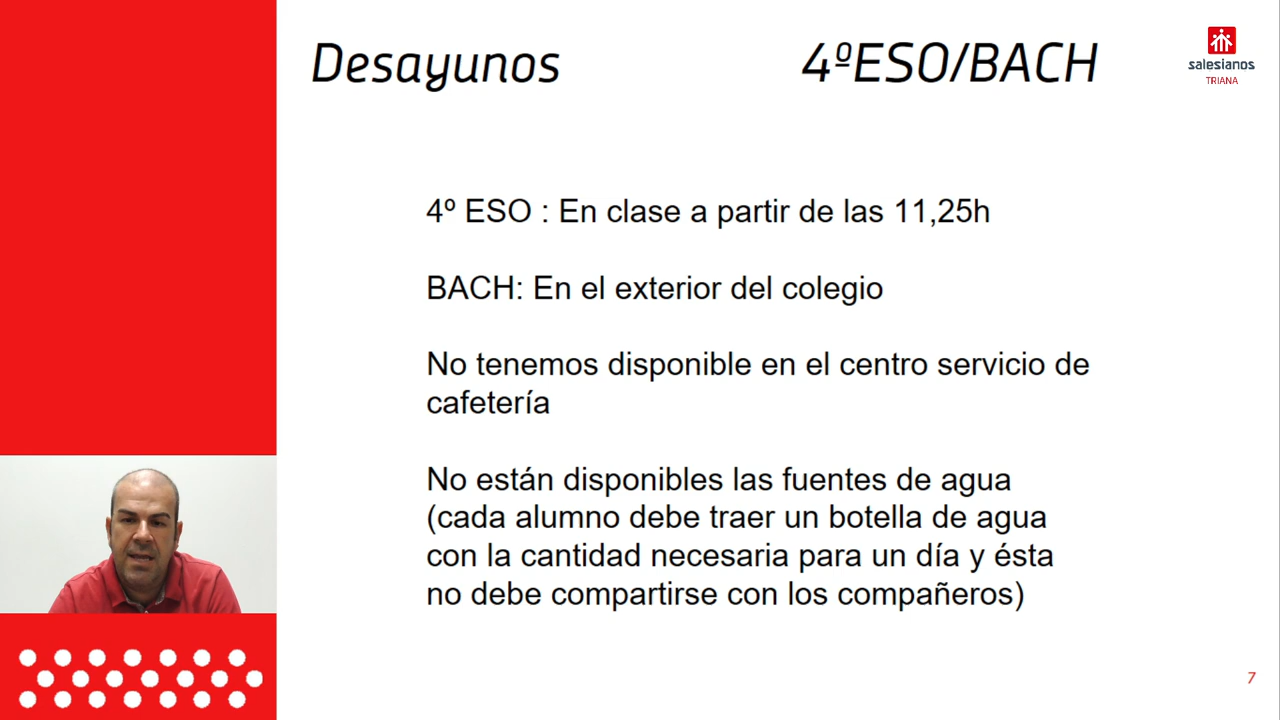 Desayunos 4ºESO/BACH
salesianos
TRIANA
4º ESO : En clase a partir de las 11,25h
BACH: En el exterior del colegio
No tenemos disponible en el centro servicio de
cafetería
No están disponibles las fuentes de agua
(cada alumno debe traer un botella de agua
con la cantidad necesaria para un día y ésta
no debe compartirse con los compañeros)
7